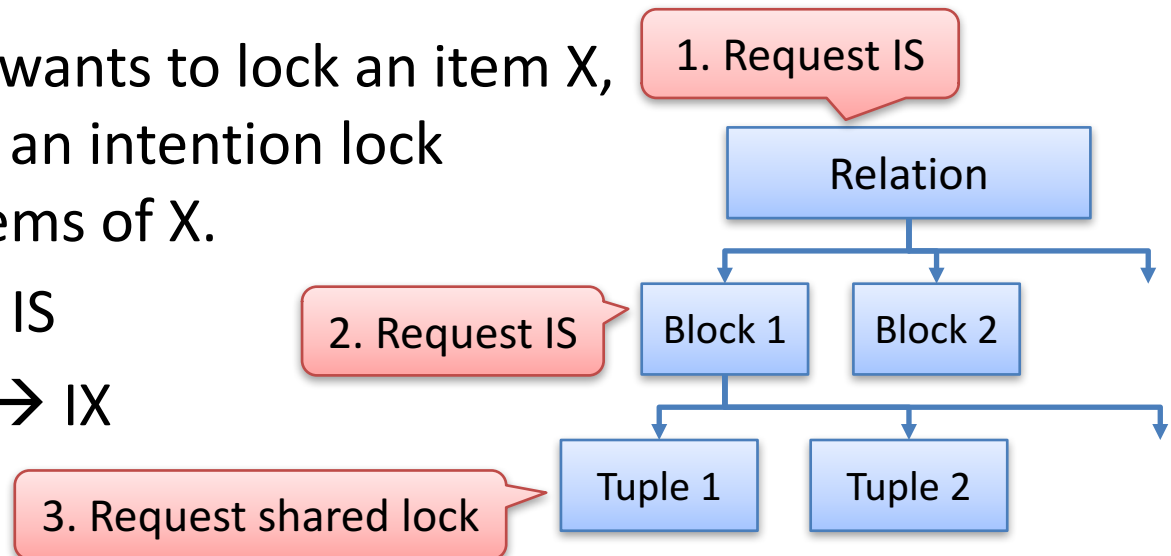 wants to lock an item X,
an intention lock
ems of X.
IS
→ IX
1. Request IS
Relation
2. Request IS
Block 1
Block 2
3. Request shared lock
Tuple 1
Tuple 2